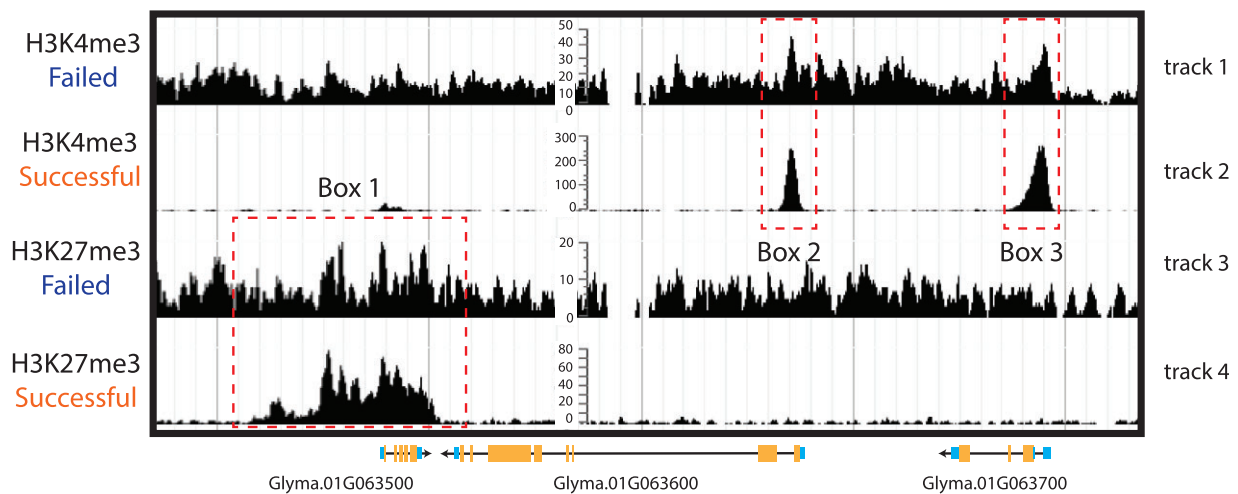 H3K4me3
Failed
50
40
30
20
10
0
track 1
H3K4me3
Successful
300
200
100
0
track 2
Box 1
Box 2
Box 3
H3K27me3
Failed
20
10
0
track 3
H3K27me3
Successful
80
60
40
20
0
track 4
Glyma.01G063500
Glyma.01G063600
Glyma.01G063700